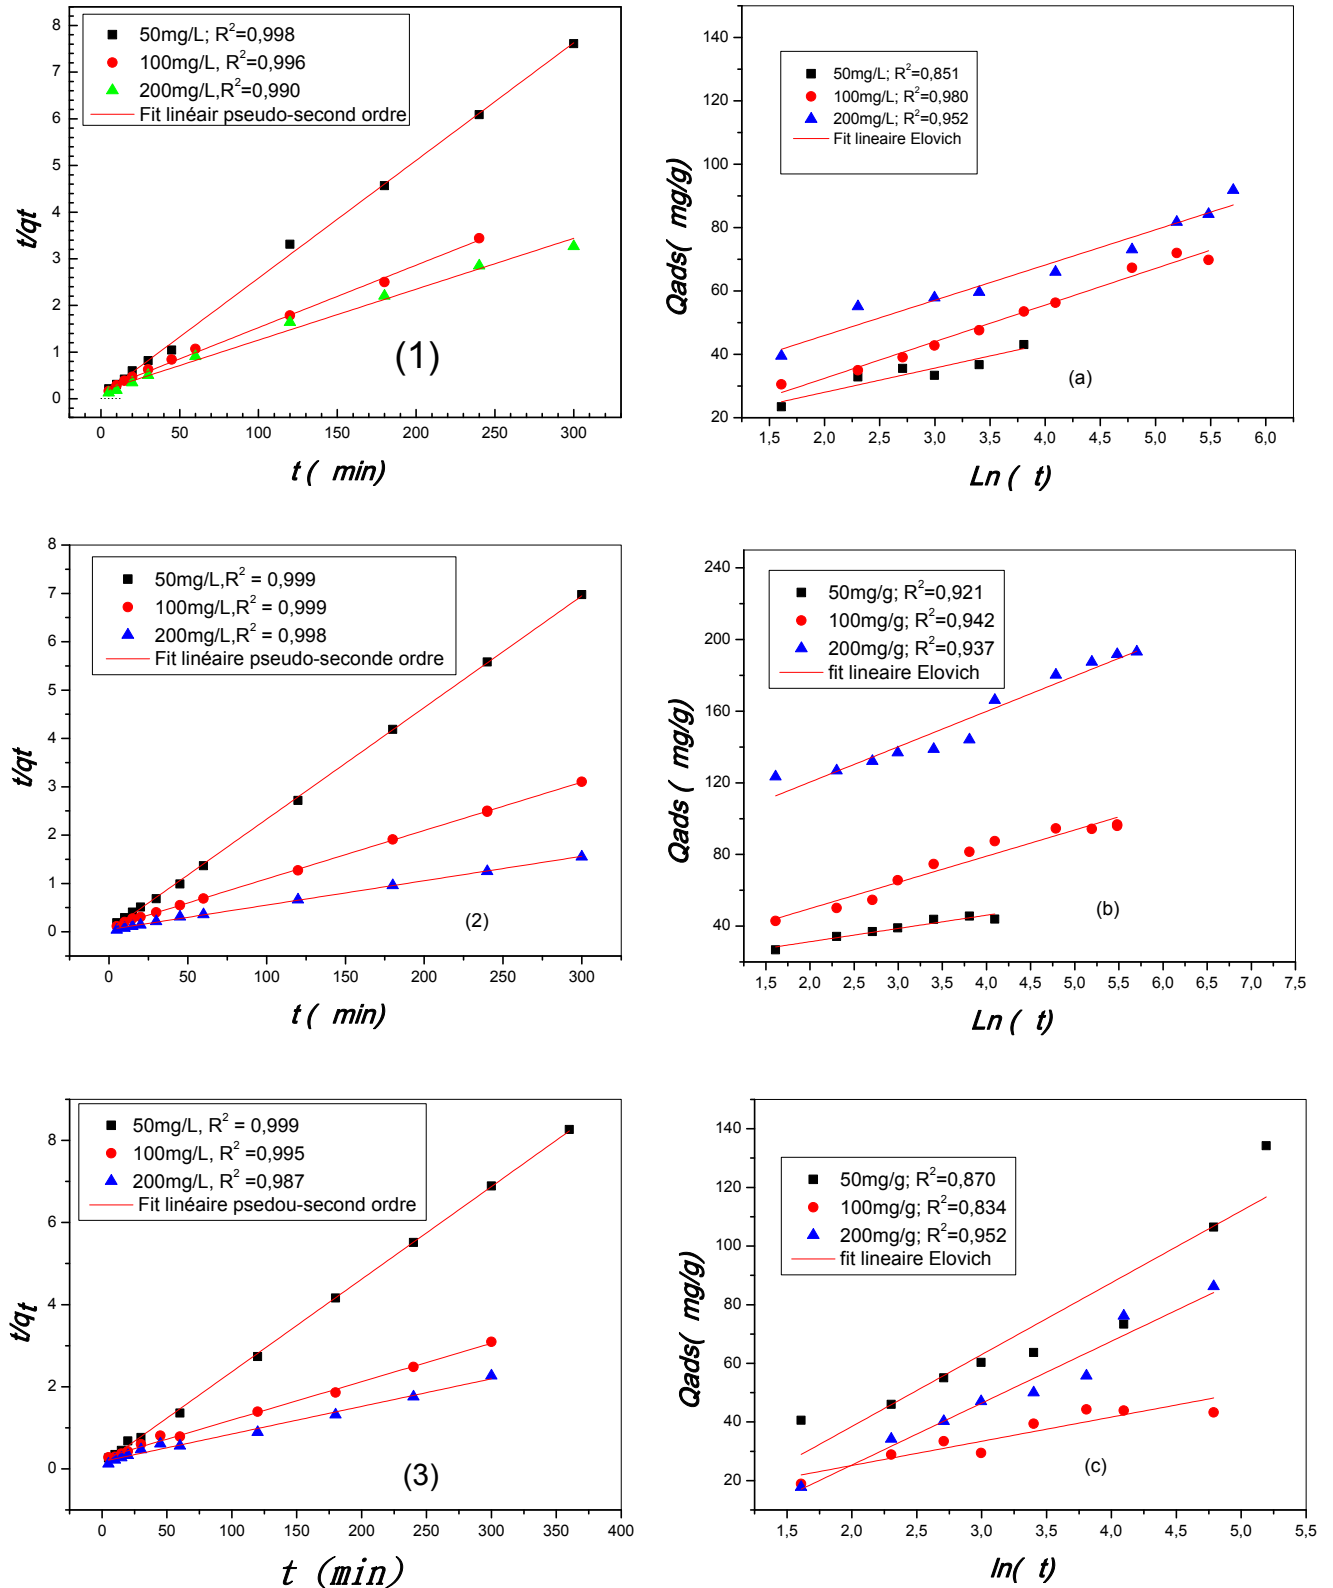 50mg/L; R²=0,998
100mg/L, R²=0,996
200mg/L,R²=0,990
Fit linéair pseudo-second ordre
t/qt
8
6
4
2
0
(1)
0 50 100 150 200 250 300
t ( min)
50mg/L; R²=0,851
100mg/L; R²=0,980
200mg/L; R²=0,952
Fit lineaire Elovich
Qads( mg/g)
140
120
100
80
60
40
20
(a)
1,5 2,0 2,5 3,0 3,5 4,0 4,5 5,0 5,5 6,0
Ln ( t)
50mg/L,R² = 0,999
100mg/L,R² = 0,999
200mg/L,R² = 0,998
Fit linéaire pseudo-seconde ordre
t/qt
8
7
6
5
4
3
2
1
0
(2)
0 50 100 150 200 250 300
t ( min)
50mg/g; R²=0,921
100mg/g; R²=0,942
200mg/g; R²=0,937
fit lineaire Elovich
Qads ( mg/g)
240
200
160
120
80
40
(b)
1,5 2,0 2,5 3,0 3,5 4,0 4,5 5,0 5,5 6,0 6,5 7,0 7,5
Ln ( t)
50mg/L, R² = 0,999
100mg/L, R² =0,995
200mg/L, R² =0,987
Fit linéaire psedou-second ordre
t/qt
8
6
4
2
0
(3)
0 50 100 150 200 250 300 350 400
t (min)
50mg/g; R²=0,870
100mg/g; R²=0,834
200mg/g; R²=0,952
fit lineaire Elovich
Qads( mg/g)
140
120
100
80
60
40
20
(c)
1,5 2,0 2,5 3,0 3,5 4,0 4,5 5,0 5,5
ln( t)